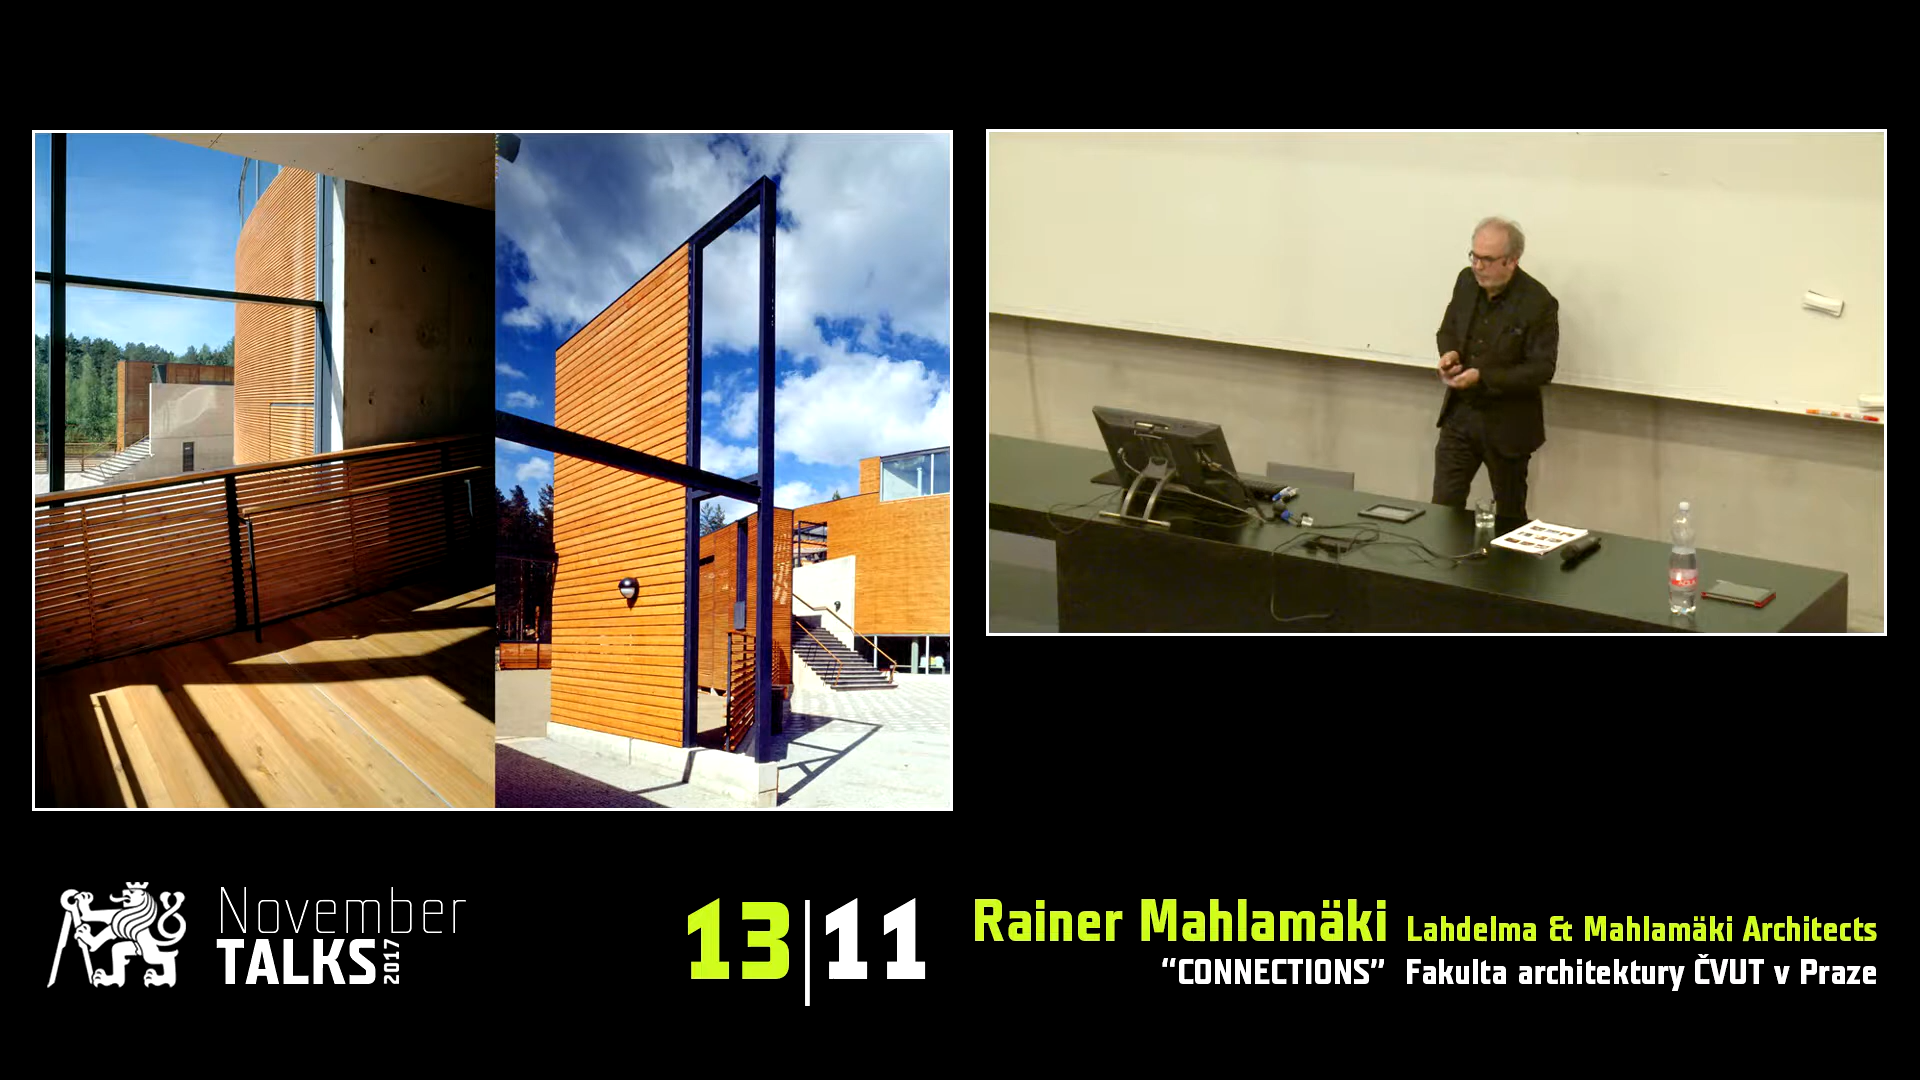 November
TALKS 2017
13|11
Rainer Mahlamäki Lahdelma & Mahlamäki Architects
“CONNECTIONS” Fakulta architektury ČVUT v Praze